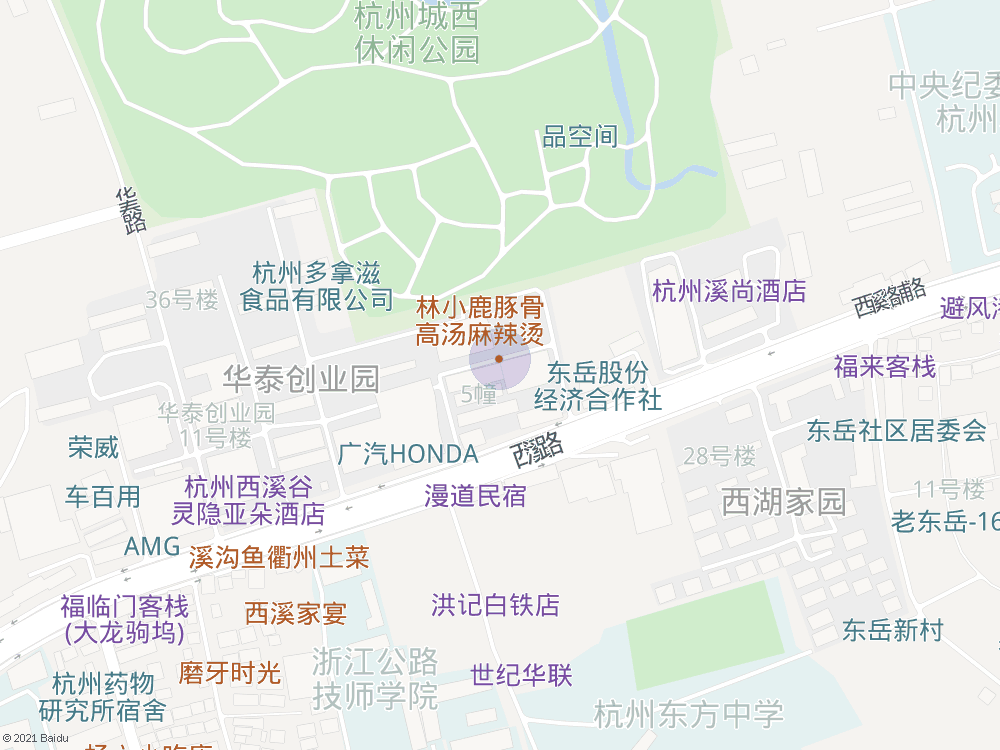 杭州城西
休闲公园
中央纪委
杭州
品空间
华泰路
杭州多拿滋
食品有限公司
36号楼
林小鹿豚骨
高汤麻辣烫
杭州溪尚酒店
西溪路辅路
避风港
福来客栈
东岳股份
经济合作社
华泰创业园
5幢
华泰创业园
11号楼
东岳社区居委会
荣威
广汽HONDA
西溪路
28号楼
11号楼
车百用
杭州西溪谷
灵隐亚朵酒店
漫道民宿
西湖家园
老东岳-16
AMG
溪沟鱼衢州土菜
福临门客栈
(大龙驹坞)
西溪家宴
洪记白铁店
东岳新村
浙江公路
技师学院
磨牙时光
世纪华联
杭州药物
研究所宿舍
杭州东方中学
© 2021 Baidu